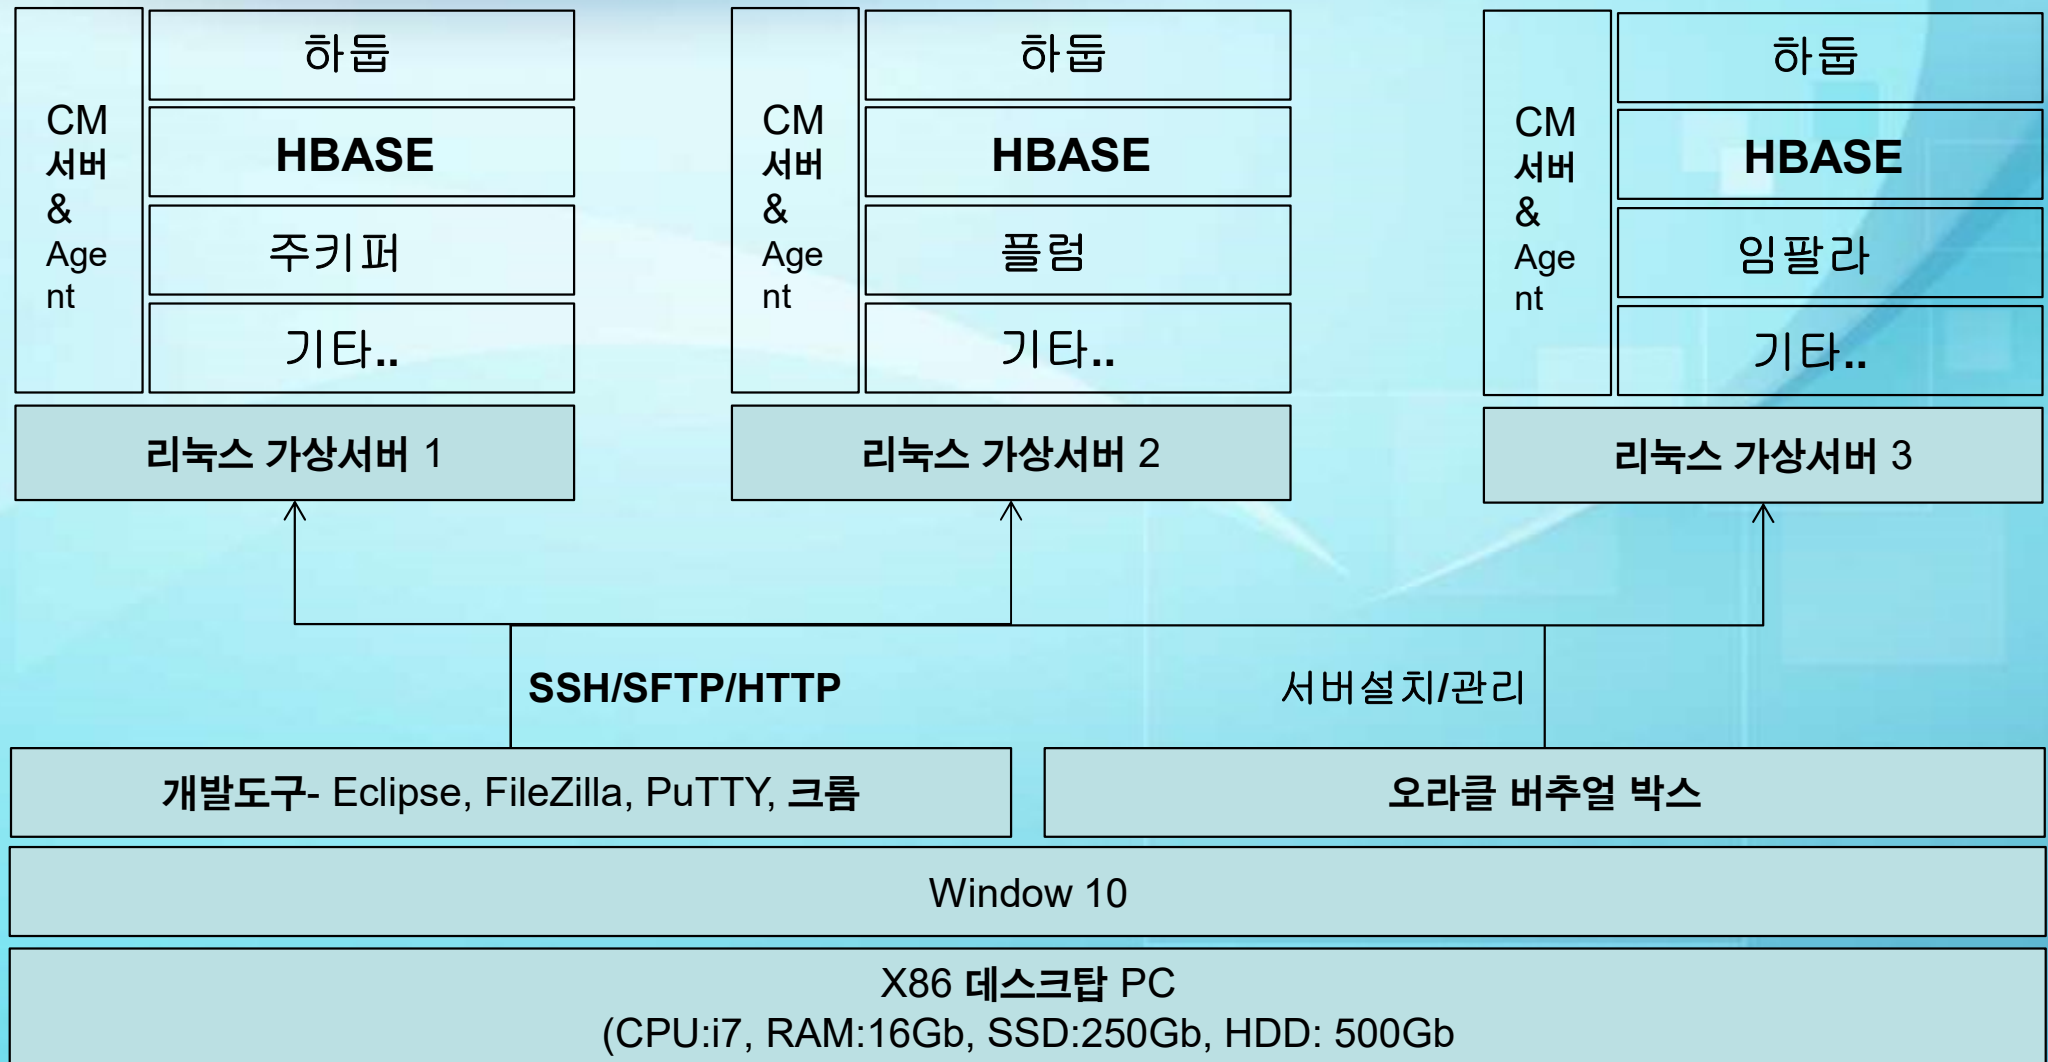 CM
서버
&
Age
nt
하둡
HBASE
주키퍼
기타..
리눅스 가상서버 1
CM
서버
&
Age
nt
하둡
HBASE
플럼
기타..
리눅스 가상서버 2
CM
서버
&
Age
nt
하둡
HBASE
임팔라
기타..
리눅스 가상서버 3
SSH/SFTP/HTTP
서버설치/관리
개발도구- Eclipse, FileZilla, PuTTY, 크롬
오라클 버추얼 박스
Window 10
X86 데스크탑 PC
(CPU:i7, RAM:16Gb, SSD:250Gb, HDD: 500Gb